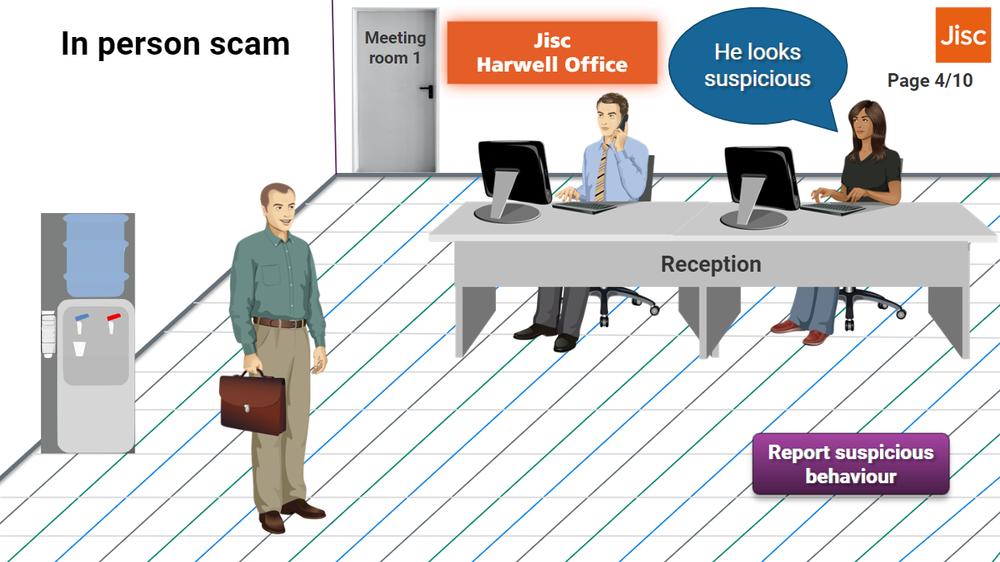 In person scam
Meeting
room 1
Jisc
Harwell Office
He looks
suspicious
Jisc
Page 4/10
Reception
Report suspicious
behaviour